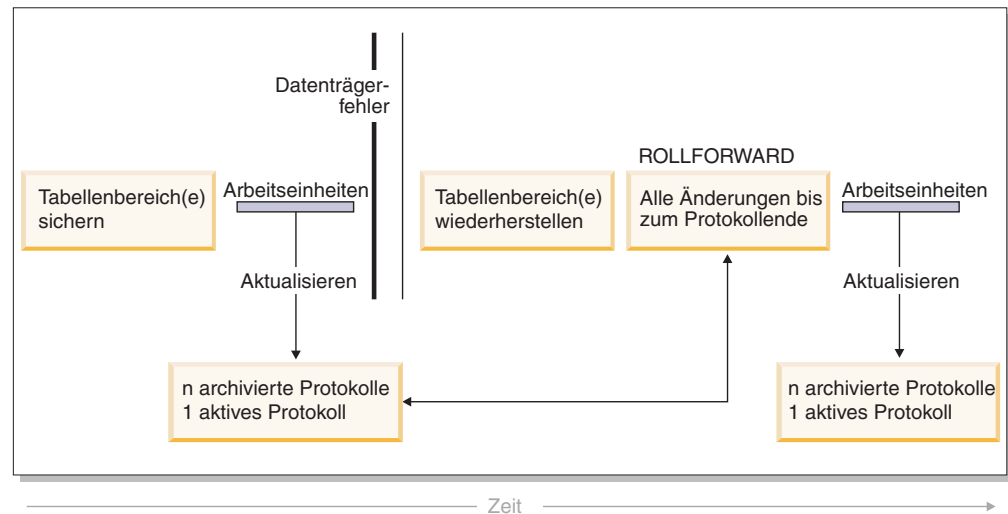 Datenträger-
fehler
ROLLFORWARD
Tabellenbereich(e)
sichern
Arbeitseinheiten
Tabellenbereich(e)
wiederherstellen
Alle Änderungen bis
zum Protokollende
Arbeitseinheiten
Aktualisieren
Aktualisieren
n archivierte Protokolle
1 aktives Protokoll
n archivierte Protokolle
1 aktives Protokoll
Zeit